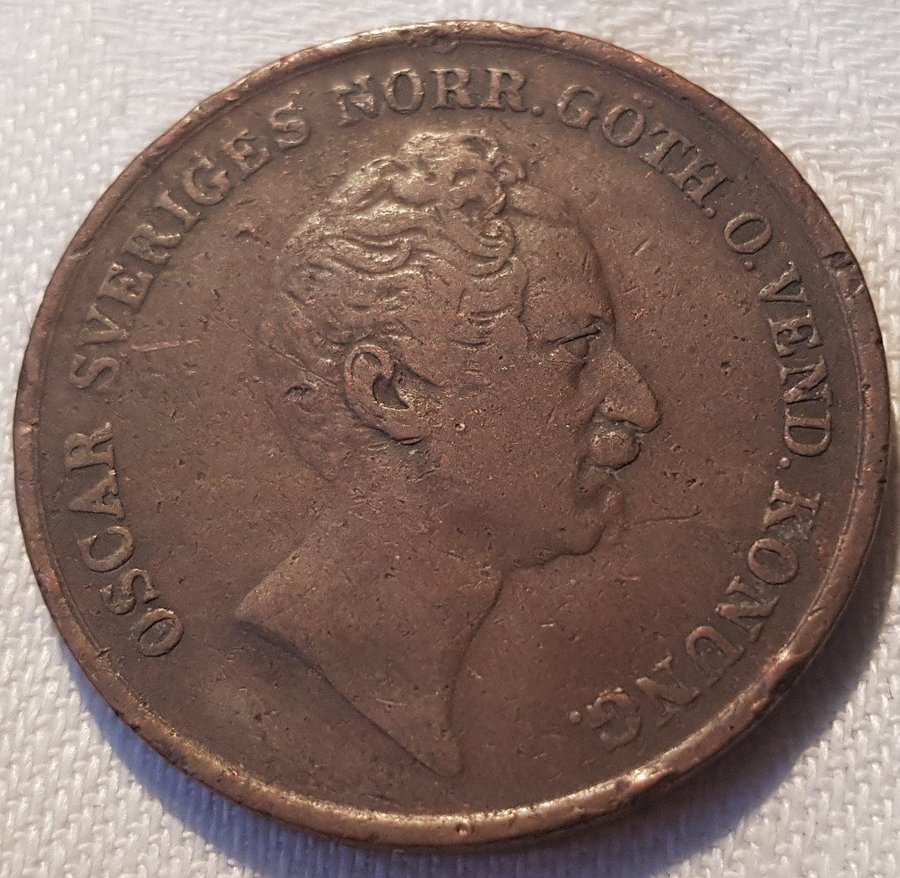 OSCAR SVERIGES NORR. GÖTH. O. VEND. KONUNG.